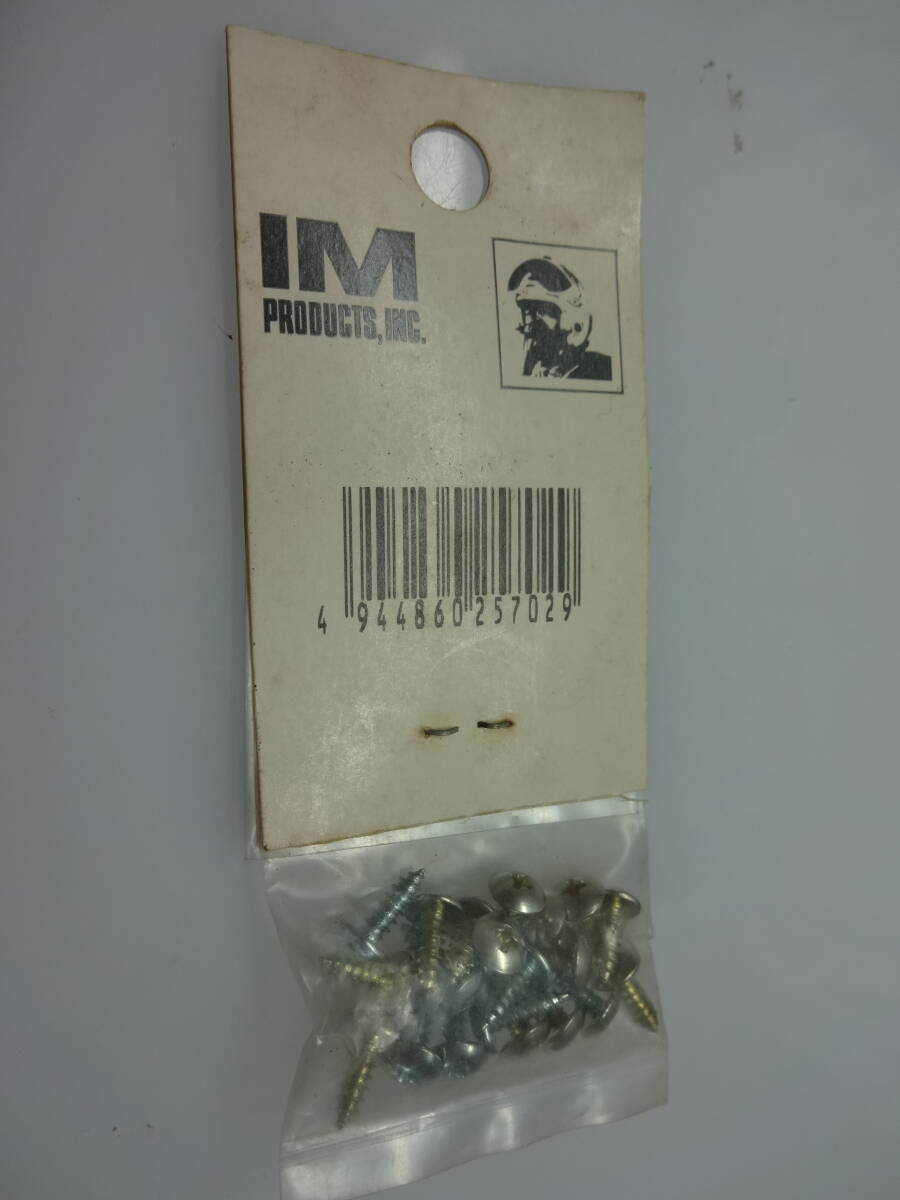 IM
PRODUCTS, INC.
4 944860 257029